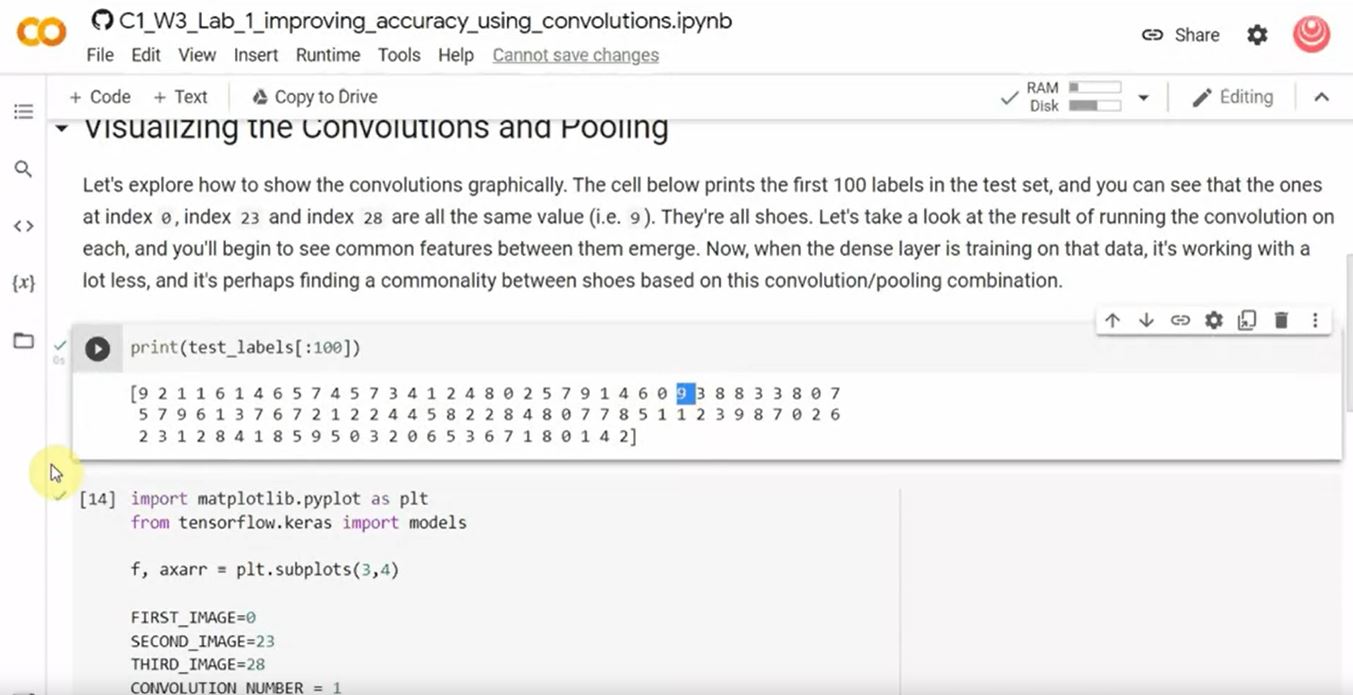 C1_W3_Lab_1_improving_accuracy_using_convolutions.ipynb
Share
File Edit View Insert Runtime Tools Help Cannot save changes
+ Code + Text Copy to Drive
RAM
Disk
Editing
Visualizing the Convolutions and Pooling
Let's explore how to show the convolutions graphically. The cell below prints the first 100 labels in the test set, and you can see that the ones
at index 0, index 23 and index 28 are all the same value (i.e. 9). They're all shoes. Let's take a look at the result of running the convolution on
each, and you'll begin to see common features between them emerge. Now, when the dense layer is training on that data, it's working with a
lot less, and it's perhaps finding a commonality between shoes based on this convolution/pooling combination.
{x}
0s
print(test_labels[:100])
[9 2 1 1 6 1 4 6 5 7 4 5 7 3 4 1 2 4 8 0 2 5 7 9 1 4 6 0 9 3 8 8 3 3 8 0 7
5 7 9 6 1 3 7 6 7 2 1 2 2 4 4 5 8 2 2 8 4 8 0 7 7 8 5 1 1 2 3 9 8 7 0 2 6
2 3 1 2 8 4 1 8 5 9 5 0 3 2 0 6 5 3 6 7 1 8 0 1 4 2]
[14] import matplotlib.pyplot as plt
from tensorflow.keras import models
f, axarr = plt.subplots(3,4)
FIRST_IMAGE=0
SECOND_IMAGE=23
THIRD_IMAGE=28
CONVOLUTION_NUMBER = 1